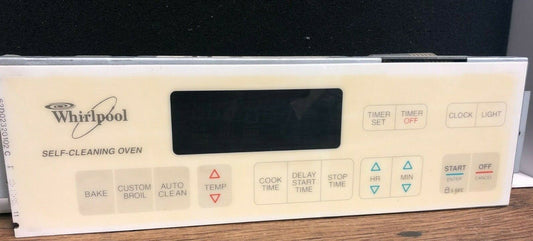 Whirlpool
SELF-CLEANING OVEN
BAKE
CUSTOM
BROIL
AUTO
CLEAN
TEMP
COOK
TIME
DELAY
START
TIME
STOP
TIME
TIMER
SET
TIMER
OFF
HR
MIN
CLOCK
LIGHT
START
ENTER
OFF
CANCEL